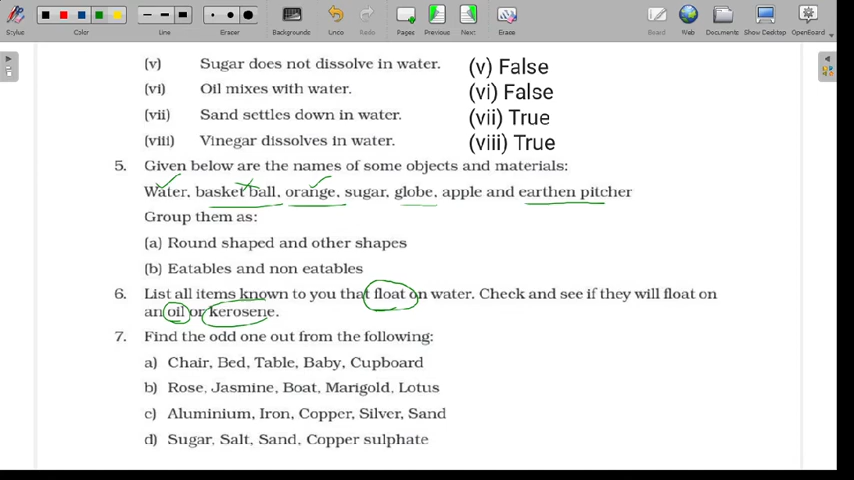 Stylus Color Line Eraser Backgrounds Undo Redo Pages Previous Next Erase Board Web Documents Show Desktop OpenBoard
(v) Sugar does not dissolve in water. (v) False
(vi) Oil mixes with water. (vi) False
(vii) Sand settles down in water. (vii) True
(viii) Vinegar dissolves in water. (viii) True
5. Given below are the names of some objects and materials:
Water, basket ball, orange, sugar, globe, apple and earthen pitcher
Group them as:
(a) Round shaped and other shapes
(b) Eatables and non eatables
6. List all items known to you that float on water. Check and see if they will float on
an oil or kerosene.
7. Find the odd one out from the following:
a) Chair, Bed, Table, Baby, Cupboard
b) Rose, Jasmine, Boat, Marigold, Lotus
c) Aluminium, Iron, Copper, Silver, Sand
d) Sugar, Salt, Sand, Copper sulphate